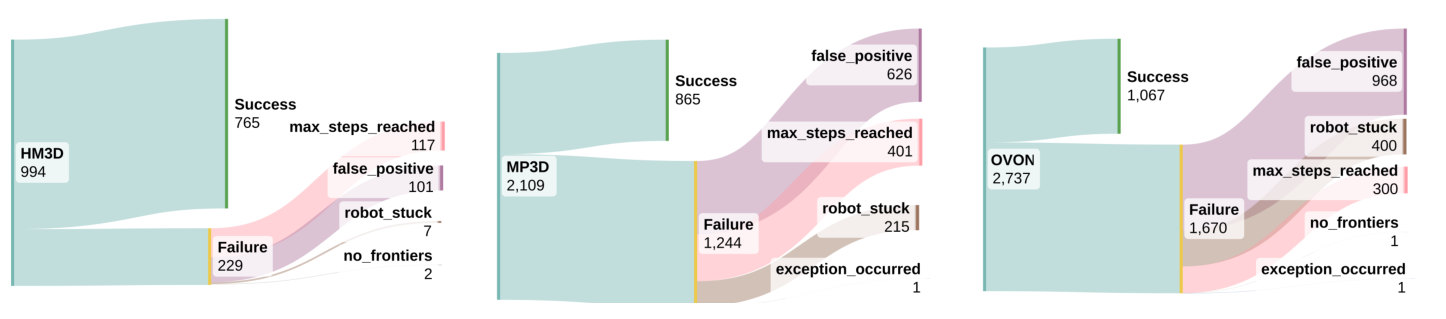 HM3D
994
Success
765
Failure
229
max_steps_reached
117
false_positive
101
robot_stuck
7
no_frontiers
2
MP3D
2,109
Success
865
Failure
1,244
false_positive
626
max_steps_reached
401
robot_stuck
215
exception_occurred
1
OVON
2,737
Success
1,067
Failure
1,670
false_positive
968
robot_stuck
400
max_steps_reached
300
no_frontiers
1
exception_occurred
1